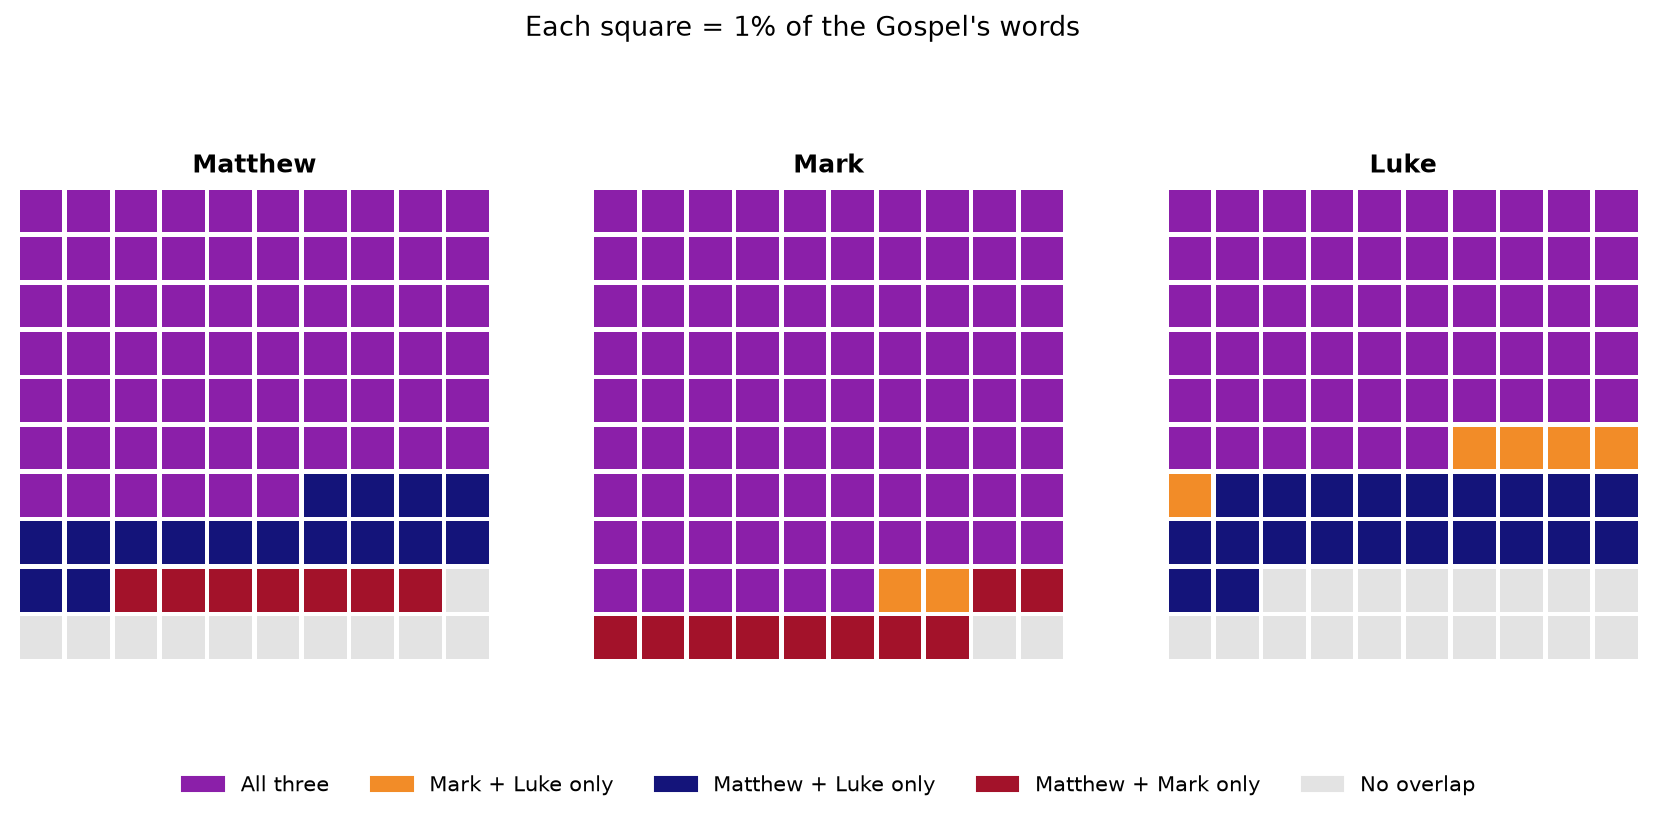 Each square = 1% of the Gospel's words
Matthew
Mark
Luke
All three
Mark + Luke only
Matthew + Luke only
Matthew + Mark only
No overlap